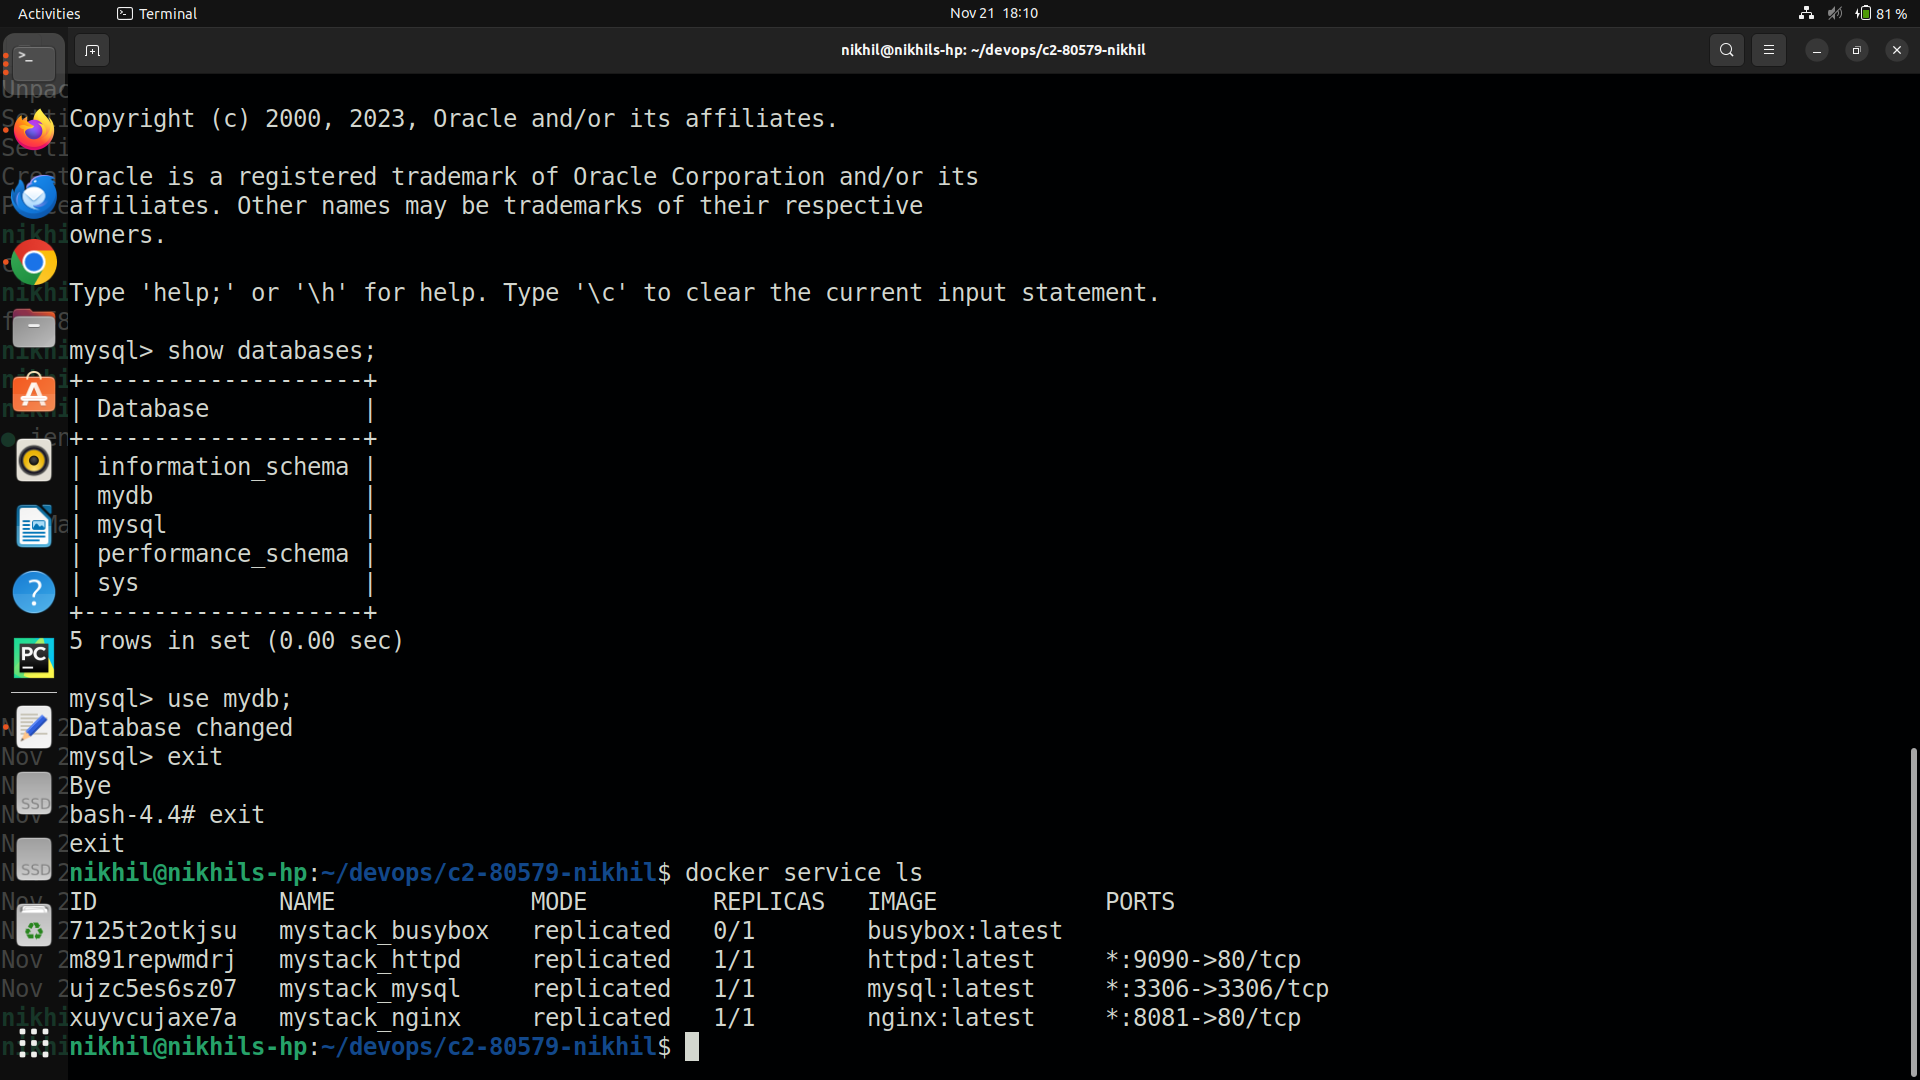 Activities
Terminal
Nov 21 18:10
81 %
nikhil@nikhils-hp: ~/devops/c2-80579-nikhil
Copyright (c) 2000, 2023, Oracle and/or its affiliates.
Oracle is a registered trademark of Oracle Corporation and/or its
affiliates. Other names may be trademarks of their respective
owners.
Type 'help;' or '\h' for help. Type '\c' to clear the current input statement.
mysql> show databases;
+--------------------+
| Database           |
+--------------------+
| information_schema |
| mydb               |
| mysql              |
| performance_schema |
| sys                |
+--------------------+
5 rows in set (0.00 sec)
mysql> use mydb;
Database changed
mysql> exit
Bye
bash-4.4# exit
exit
nikhil@nikhils-hp:~/devops/c2-80579-nikhil$ docker service ls
ID             NAME              MODE         REPLICAS   IMAGE            PORTS
7125t2otkjsu   mystack_busybox   replicated   0/1        busybox:latest
m891repwmdrj   mystack_httpd     replicated   1/1        httpd:latest     *:9090->80/tcp
ujzc5es6sz07   mystack_mysql     replicated   1/1        mysql:latest     *:3306->3306/tcp
xuyvcujaxe7a   mystack_nginx     replicated   1/1        nginx:latest     *:8081->80/tcp
nikhil@nikhils-hp:~/devops/c2-80579-nikhil$
PC
SSD
SSD